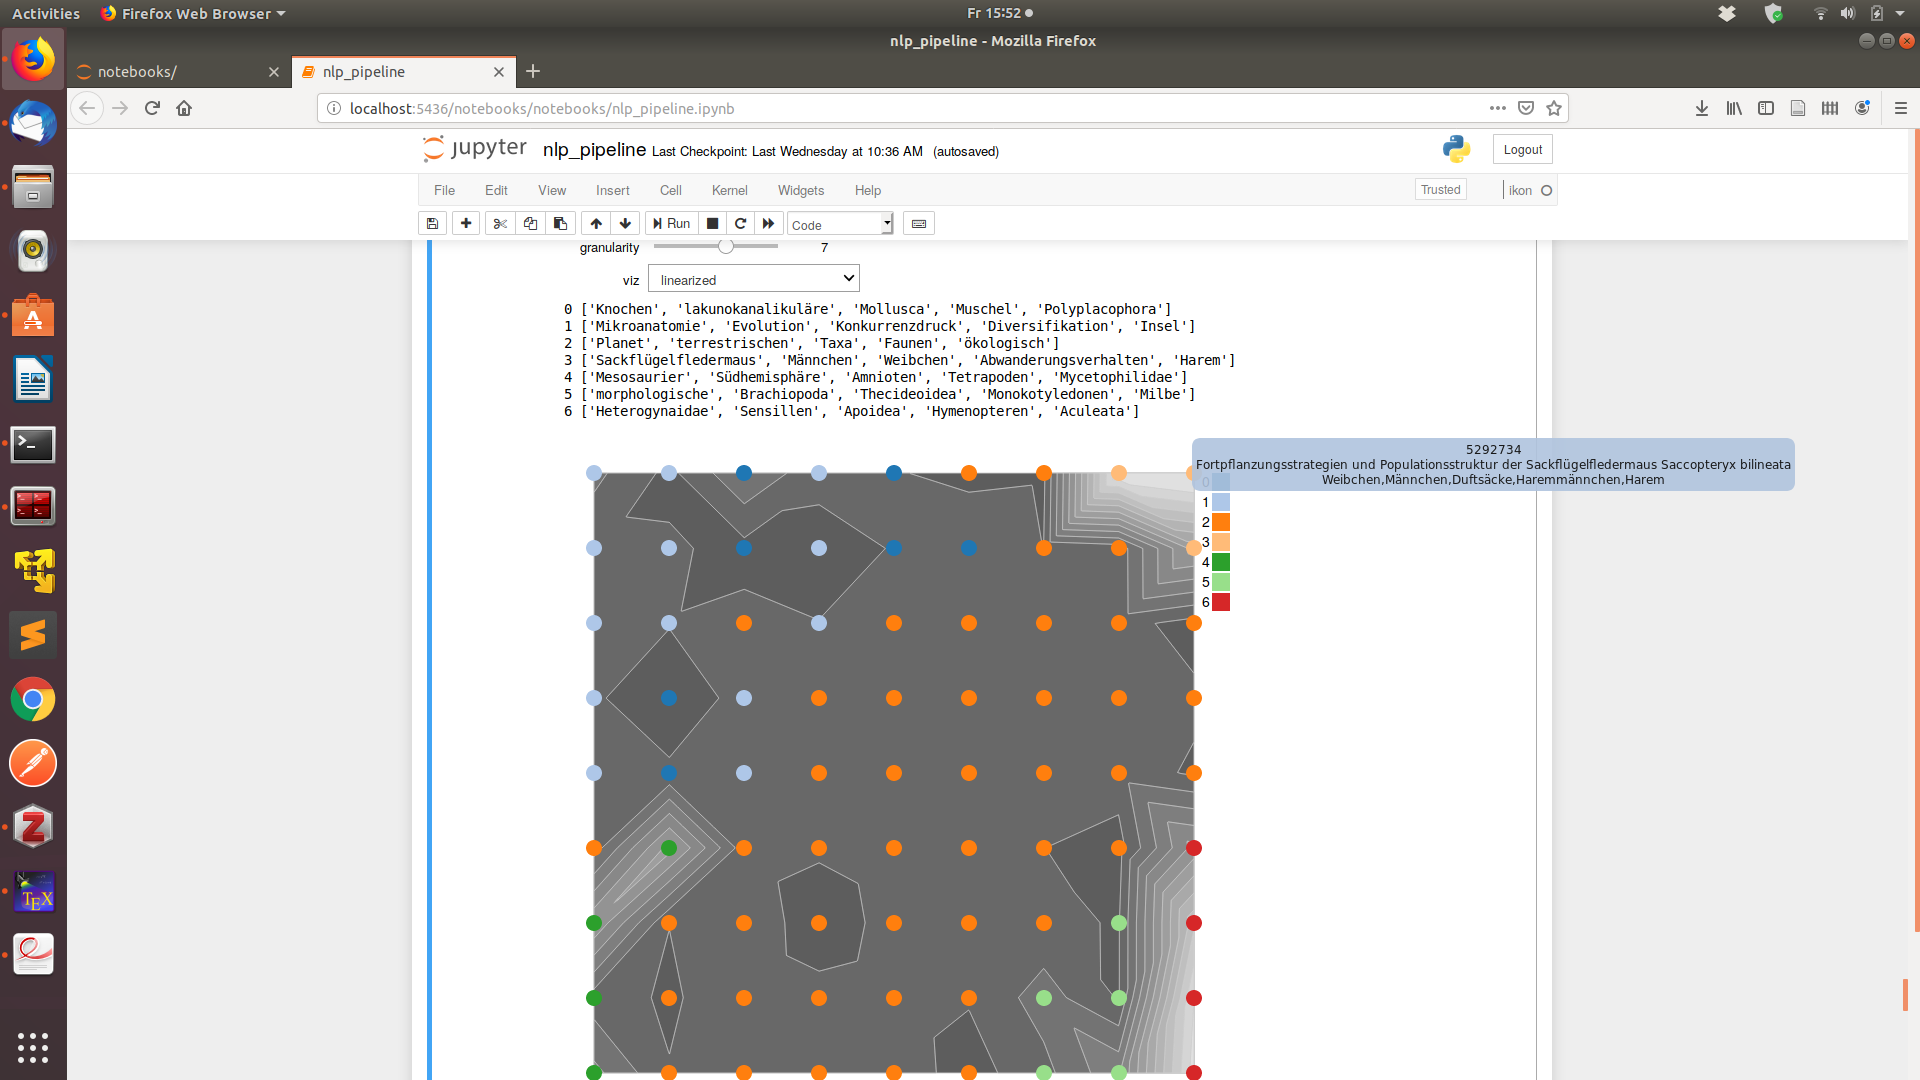 Activities Firefox Web Browser Fr 15:52
nlp_pipeline - Mozilla Firefox
notebooks/ nlp_pipeline
localhost:5436/notebooks/notebooks/nlp_pipeline.ipynb
jupyter nlp_pipeline Last Checkpoint: Last Wednesday at 10:36 AM (autosaved) Logout
File Edit View Insert Cell Kernel Widgets Help Trusted ikon
Run Code
granularity 7
viz linearized
0 ['Knochen', 'lakunokanalikuläre', 'Mollusca', 'Muschel', 'Polyplacophora']
1 ['Mikroanatomie', 'Evolution', 'Konkurrenzdruck', 'Diversifikation', 'Insel']
2 ['Planet', 'terrestrischen', 'Taxa', 'Faunen', 'ökologisch']
3 ['Sackflügelfledermaus', 'Männchen', 'Weibchen', 'Abwanderungsverhalten', 'Harem']
4 ['Mesosaurier', 'Südhemisphäre', 'Amnioten', 'Tetrapoden', 'Mycetophilidae']
5 ['morphologische', 'Brachiopoda', 'Thecideoidea', 'Monokotyledonen', 'Milbe']
6 ['Heterogynaidae', 'Sensillen', 'Apoidea', 'Hymenopteren', 'Aculeata']
5292734
Fortpflanzungsstrategien und Populationsstruktur der Sackflügelfledermaus Saccopteryx bilineata
Weibchen,Männchen,Duftsäcke,Haremmännchen,Harem
0
1
2
3
4
5
6
TEX